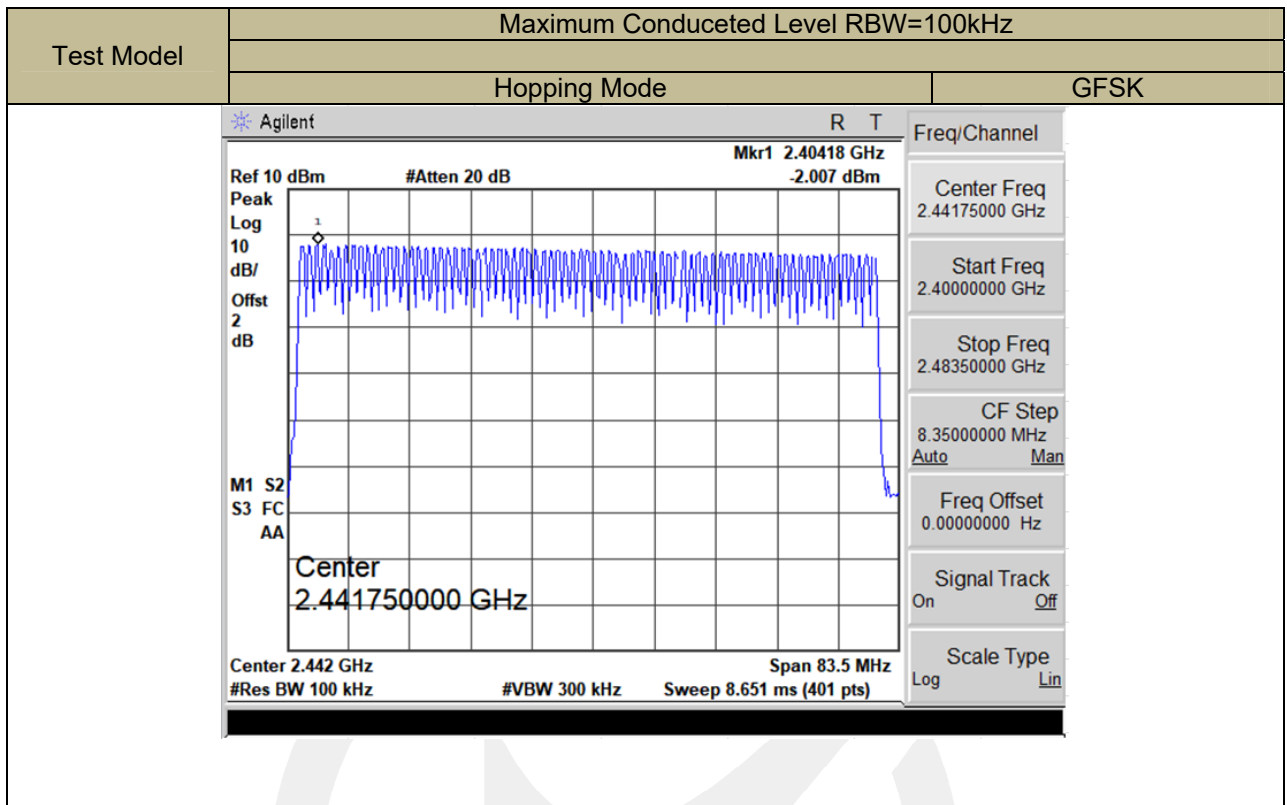 Test Model
Maximum Conduceted Level RBW=100kHz
Hopping Mode
GFSK
Agilent
R T
Mkr1 2.40418 GHz
Ref 10 dBm
#Atten 20 dB
-2.007 dBm
Peak
Log
10
dB/
Offst
2
dB
1
M1 S2
S3 FC
AA
Center
2.441750000 GHz
Center 2.442 GHz
Span 83.5 MHz
#Res BW 100 kHz
#VBW 300 kHz
Sweep 8.651 ms (401 pts)
Freq/Channel
Center Freq
2.44175000 GHz
Start Freq
2.40000000 GHz
Stop Freq
2.48350000 GHz
CF Step
8.35000000 MHz
Auto Man
Freq Offset
0.00000000 Hz
Signal Track
On Off
Scale Type
Log Lin